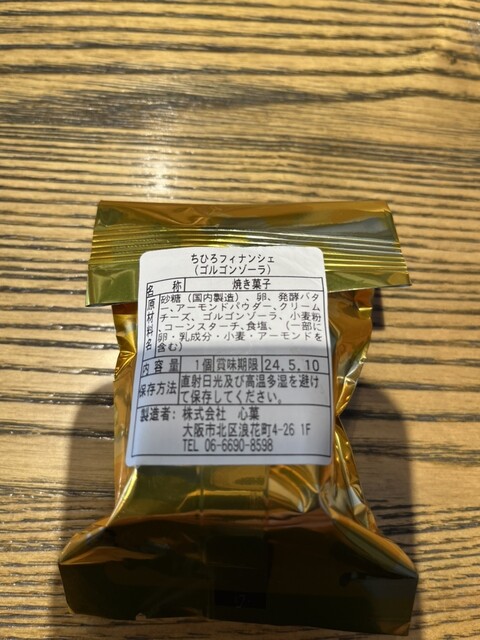 ちひろフィナンシェ
(ゴルゴンゾーラ)
名 称 焼き菓子
原材料名 砂糖(国内製造)、卵、発酵バタ
ー、アーモンドパウダー、クリーム
チーズ、ゴルゴンゾーラ、小麦粉
、コーンスターチ、食塩、(一部に
卵・乳成分・小麦・アーモンドを
含む)
内 容 量 1個 賞味期限 24.5.10
保存方法 直射日光及び高温多湿を避け
て保存してください。
製造者: 株式会社 心菓
大阪市北区浪花町4-26 1F
TEL 06-6690-8598